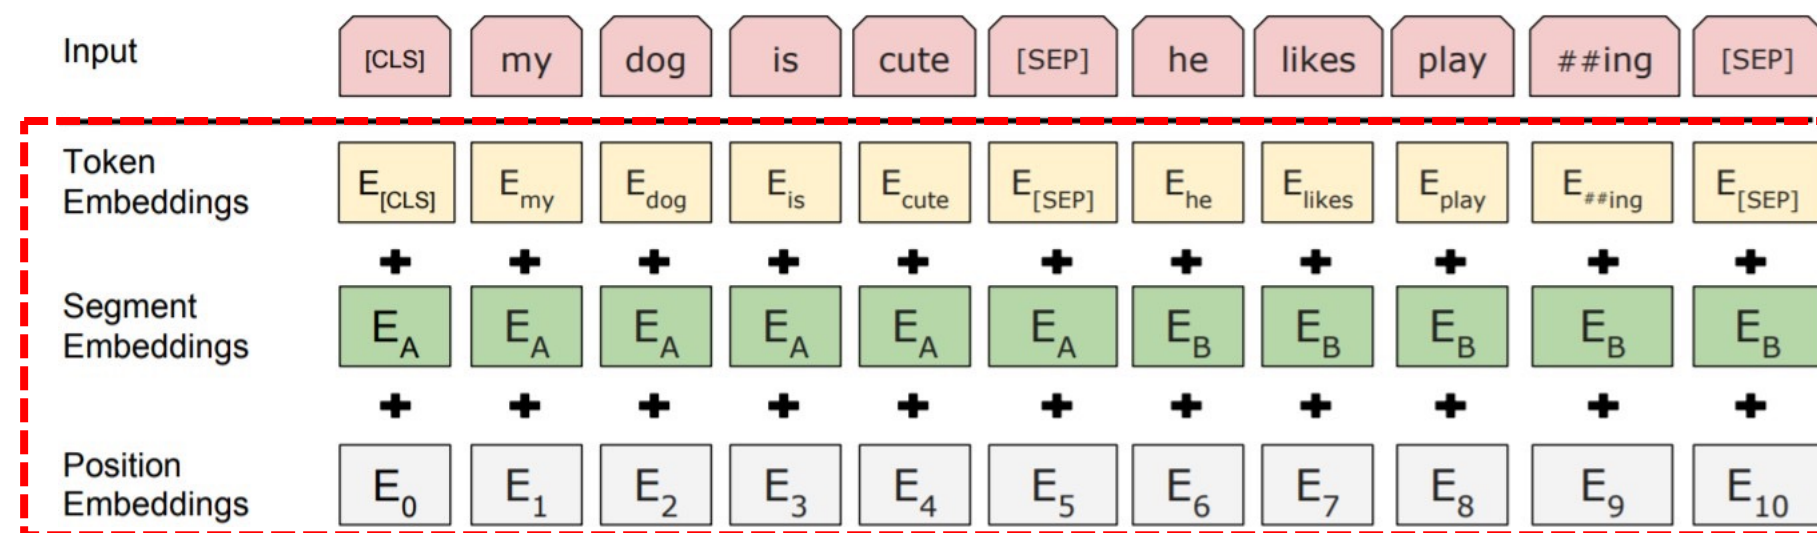 Input [CLS] my dog is cute [SEP] he likes play ##ing [SEP]
Token
Embeddings E[CLS] Emy Edog Eis Ecute E[SEP] Ehe Elikes Eplay E##ing E[SEP]
+ + + + + + + + + + +
Segment
Embeddings EA EA EA EA EA EA EB EB EB EB EB
+ + + + + + + + + + +
Position
Embeddings E0 E1 E2 E3 E4 E5 E6 E7 E8 E9 E10